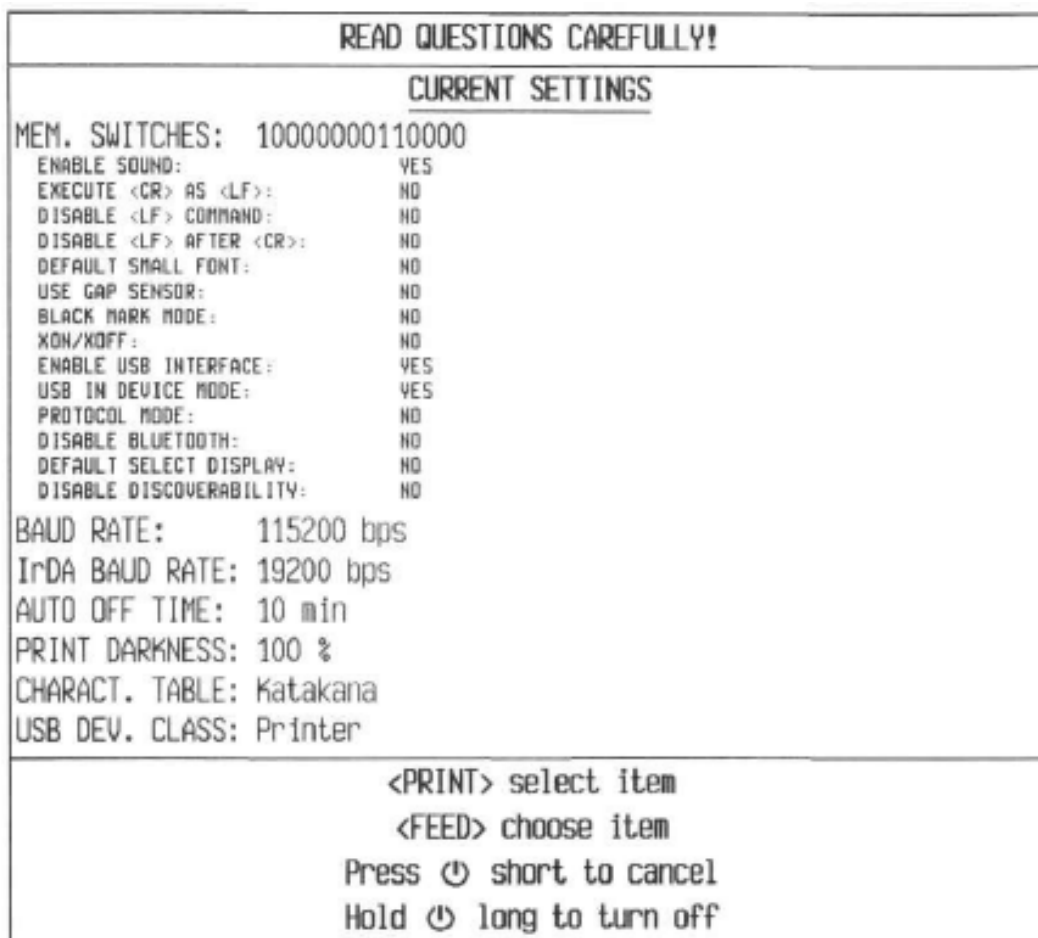 READ QUESTIONS CAREFULLY!
CURRENT SETTINGS
MEM. SWITCHES: 10000000110000
ENABLE SOUND: YES
EXECUTE <CR> AS <LF>: NO
DISABLE <LF> COMMAND: NO
DISABLE <LF> AFTER <CR>: NO
DEFAULT SMALL FONT: NO
USE GAP SENSOR: NO
BLACK MARK MODE: NO
XON/XOFF: NO
ENABLE USB INTERFACE: YES
USB IN DEVICE MODE: YES
PROTOCOL MODE: NO
DISABLE BLUETOOTH: NO
DEFAULT SELECT DISPLAY: NO
DISABLE DISCOVERABILITY: NO
BAUD RATE: 115200 bps
IrDA BAUD RATE: 19200 bps
AUTO OFF TIME: 10 min
PRINT DARKNESS: 100 %
CHARACT. TABLE: Katakana
USB DEV. CLASS: Printer
<PRINT> select item
<FEED> choose item
Press ⏻ short to cancel
Hold ⏻ long to turn off